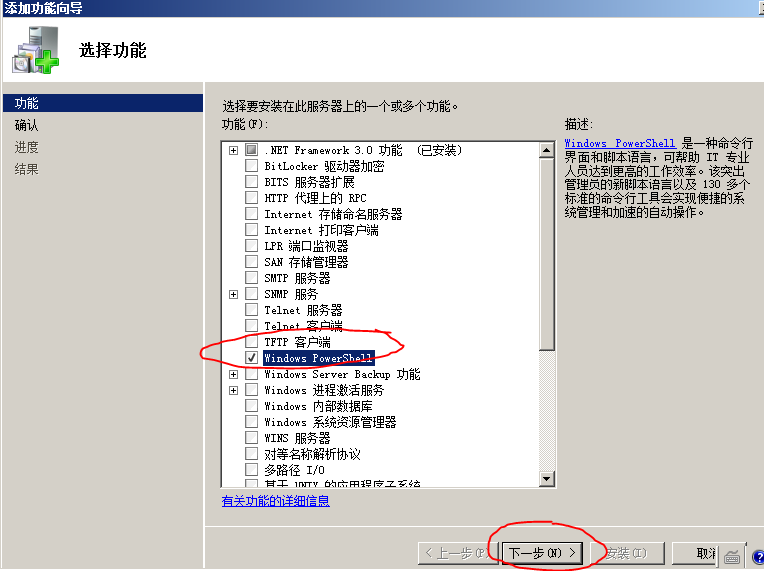 添加功能向导
选择功能
功能
确认
进度
结果
选择要安装在此服务器上的一个或多个功能。
功能(F):
.NET Framework 3.0 功能 (已安装)
BitLocker 驱动器加密
BITS 服务器扩展
HTTP 代理上的 RPC
Internet 存储命名服务器
Internet 打印客户端
LPR 端口监视器
SAN 存储管理器
SMTP 服务器
SNMP 服务
Telnet 服务器
Telnet 客户端
TFTP 客户端
Windows PowerShell
Windows Server Backup 功能
Windows 进程激活服务
Windows 内部数据库
Windows 系统资源管理器
WINS 服务器
对等名称解析协议
多路径 I/O
基于 UNIX 的应用程序子系统
有关功能的详细信息
描述:
Windows PowerShell 是一种命令行
界面和脚本语言，可帮助 IT 专业
人员达到更高的工作效率。该突出
管理员的新脚本语言以及 130 多个
标准的命令行工具会实现便捷的系
统管理和加速的自动操作。
< 上一步(P)
下一步(N) >
安装(I)
取消